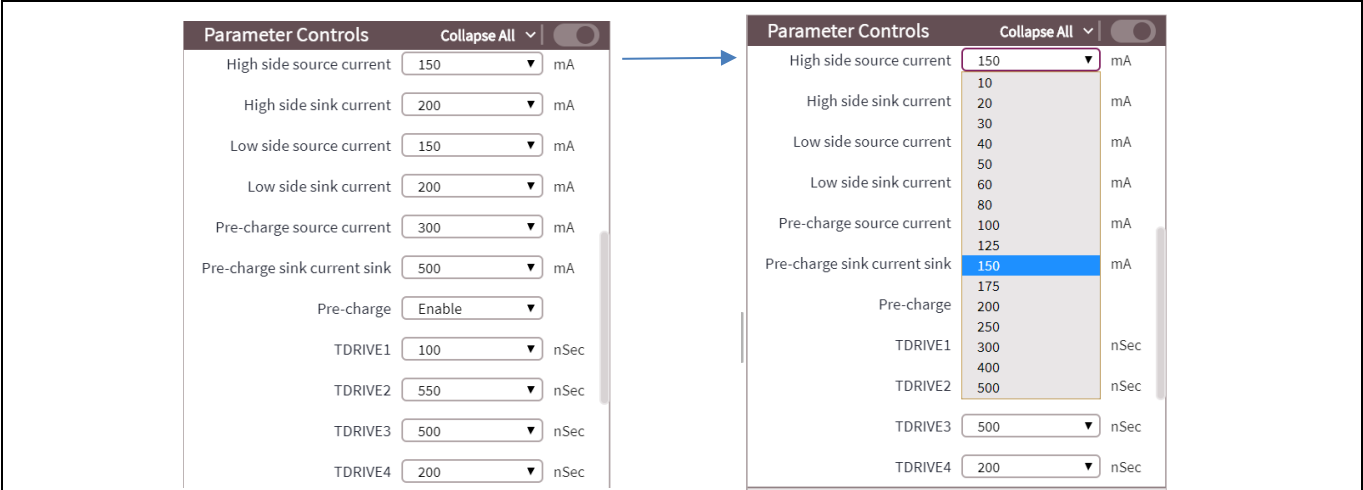 Parameter Controls Collapse All
High side source current 150 mA
High side sink current 200 mA
Low side source current 150 mA
Low side sink current 200 mA
Pre-charge source current 300 mA
Pre-charge sink current sink 500 mA
Pre-charge Enable
TDRIVE1 100 nSec
TDRIVE2 550 nSec
TDRIVE3 500 nSec
TDRIVE4 200 nSec
Parameter Controls Collapse All
High side source current 150 mA
10
20
High side sink current mA
30
40
Low side source current mA
50
60
Low side sink current mA
80
100
Pre-charge source current mA
125
150
Pre-charge sink current sink mA
175
200
Pre-charge
250
300
TDRIVE1 nSec
400
500
TDRIVE2 nSec
TDRIVE3 500 nSec
TDRIVE4 200 nSec